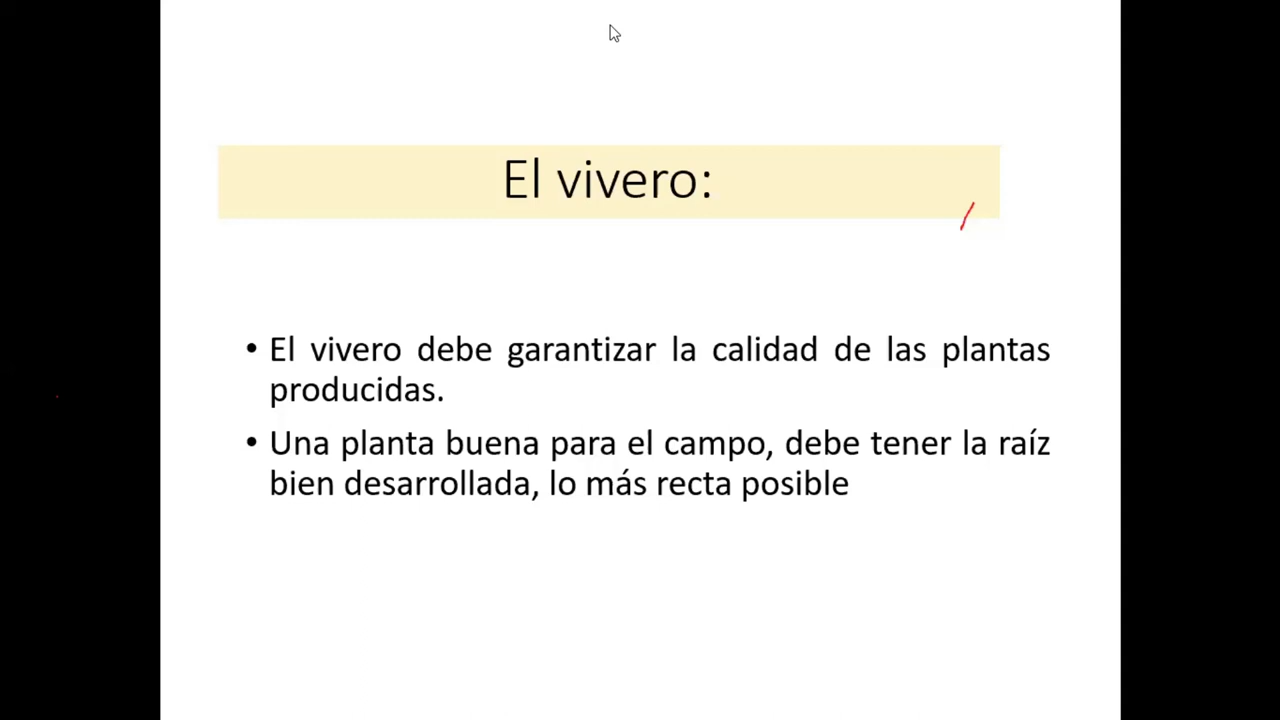 El vivero:
• El vivero debe garantizar la calidad de las plantas
producidas.
• Una planta buena para el campo, debe tener la raíz
bien desarrollada, lo más recta posible